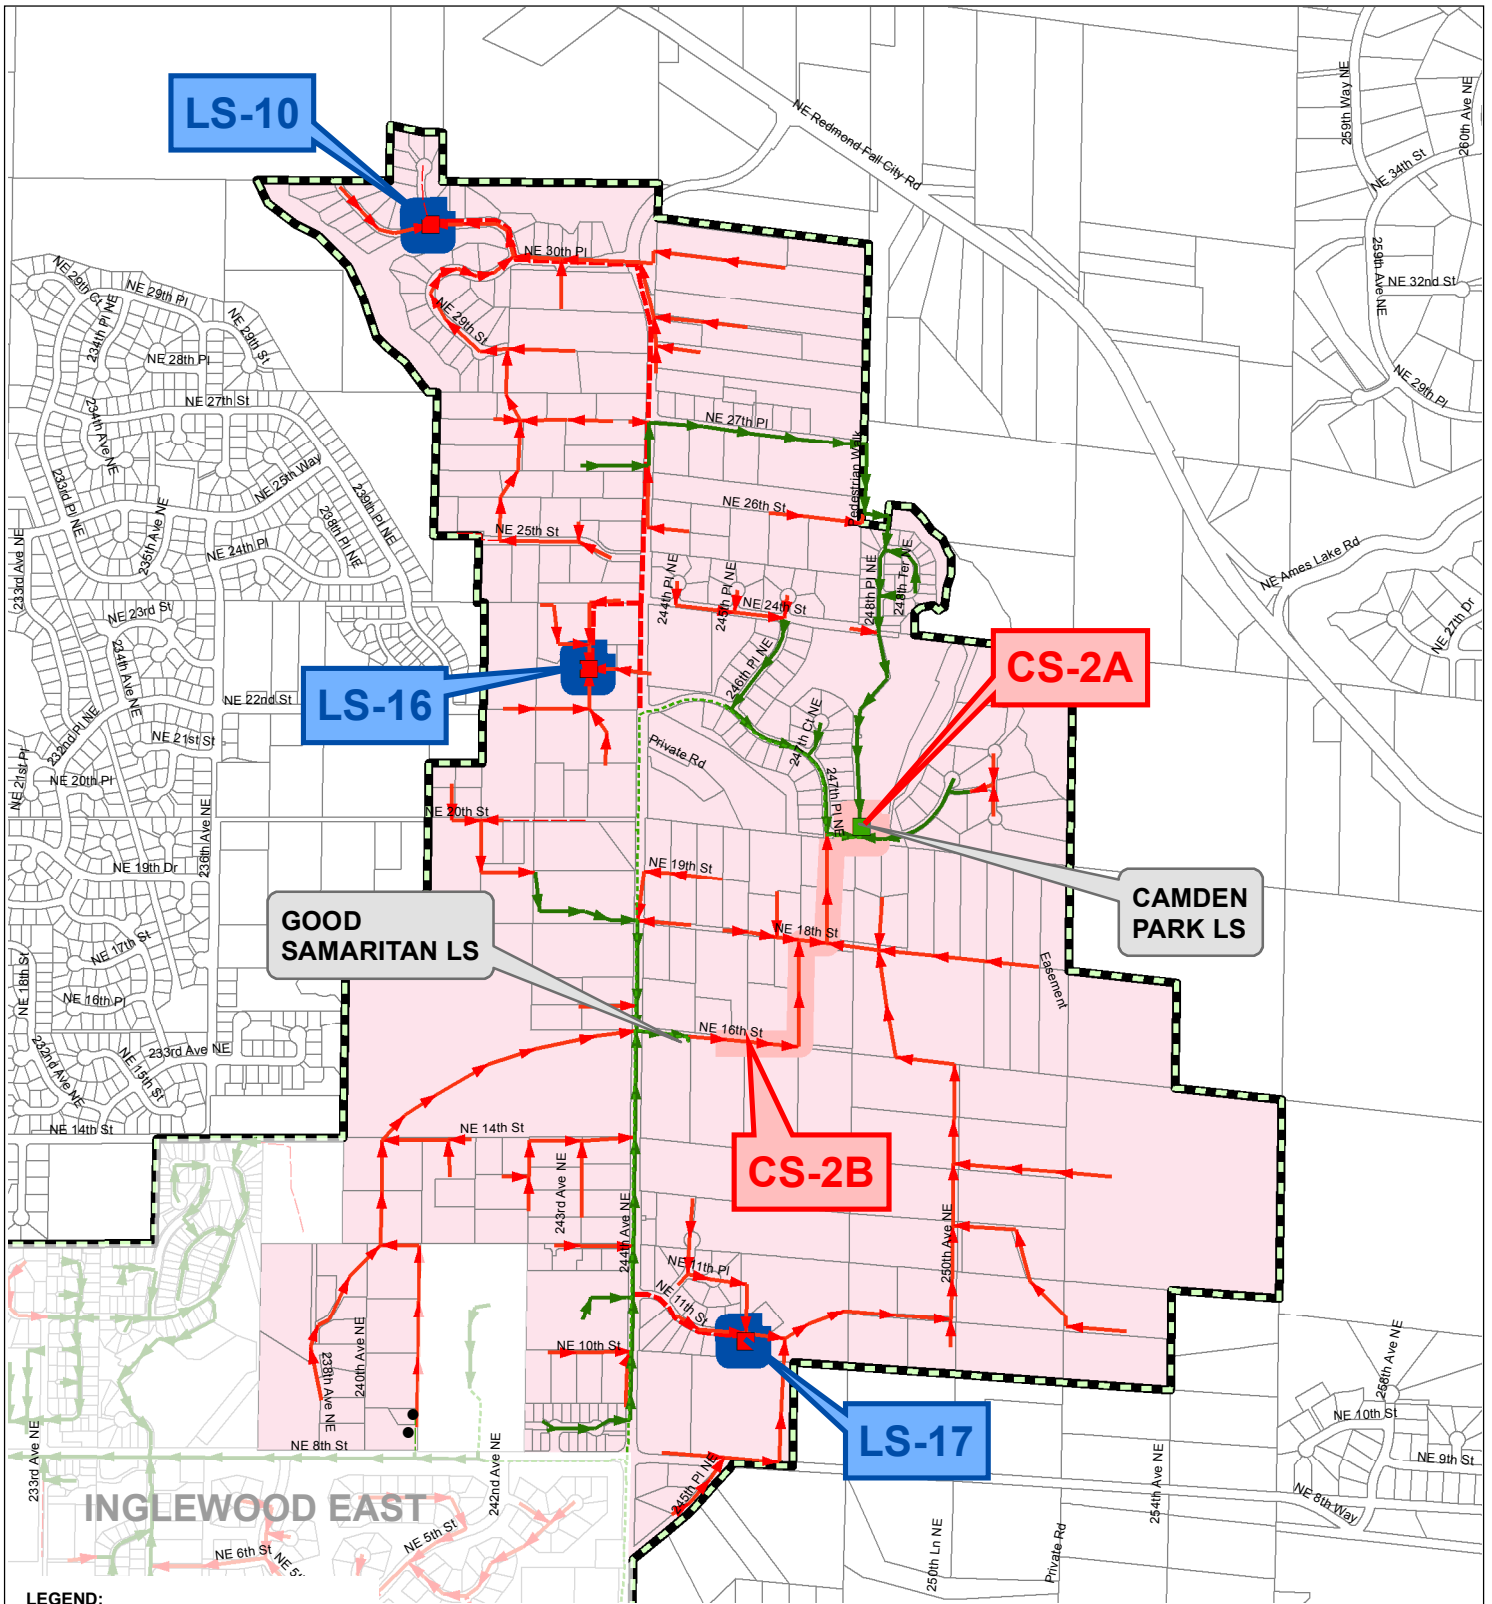 LS-10
NE Redmond Fall City Rd
259th Way NE
260th Ave NE
NE 34th St
259th Ave NE
NE 32nd St
NE 29th Pl
NE Ames Lake Rd
NE 27th Dr
NE 30th Pl
NE 29th St
NE 29th Ct
NE 29th Pl
234th Pl NE
NE 29th St
NE 28th Pl
NE 27th St
234th Ave NE
NE 25th Way
239th Pl NE
238th Pl NE
233rd Pl NE
235th Ave NE
NE 24th Pl
233rd Ave NE
NE 23rd St
234th Ave NE
NE 27th Pl
Pedestrian Walk
NE 26th St
NE 25th St
244th Pl NE
245th Pl NE
NE 24th St
248th Pl NE
248th Ter NE
CS-2A
LS-16
246th Pl NE
247th Ct NE
247th Pl NE
Private Rd
NE 22nd St
232nd Pl NE
NE 21st St
NE 21st Pl
NE 20th Pl
236th Ave NE
NE 20th St
NE 19th Dr
NE 19th St
CAMDEN
PARK LS
GOOD
SAMARITAN LS
NE 18th St
NE 17th St
NE 18th St
NE 16th Pl
Easement
NE 16th St
233rd Ave NE
232nd Ave NE
NE 15th St
NE 14th St
NE 14th St
CS-2B
243rd Ave NE
244th Ave NE
250th Ave NE
NE 11th Pl
NE 11th St
NE 10th St
238th Ave NE
240th Ave NE
LS-17
258th Ave NE
NE 10th St
NE 9th St
NE 8th Way
NE 8th St
233rd Ave NE
242nd Ave NE
245th Pl NE
254th Ave NE
250th Ln NE
Private Rd
INGLEWOOD EAST
NE 5th St
NE 6th St
LEGEND: